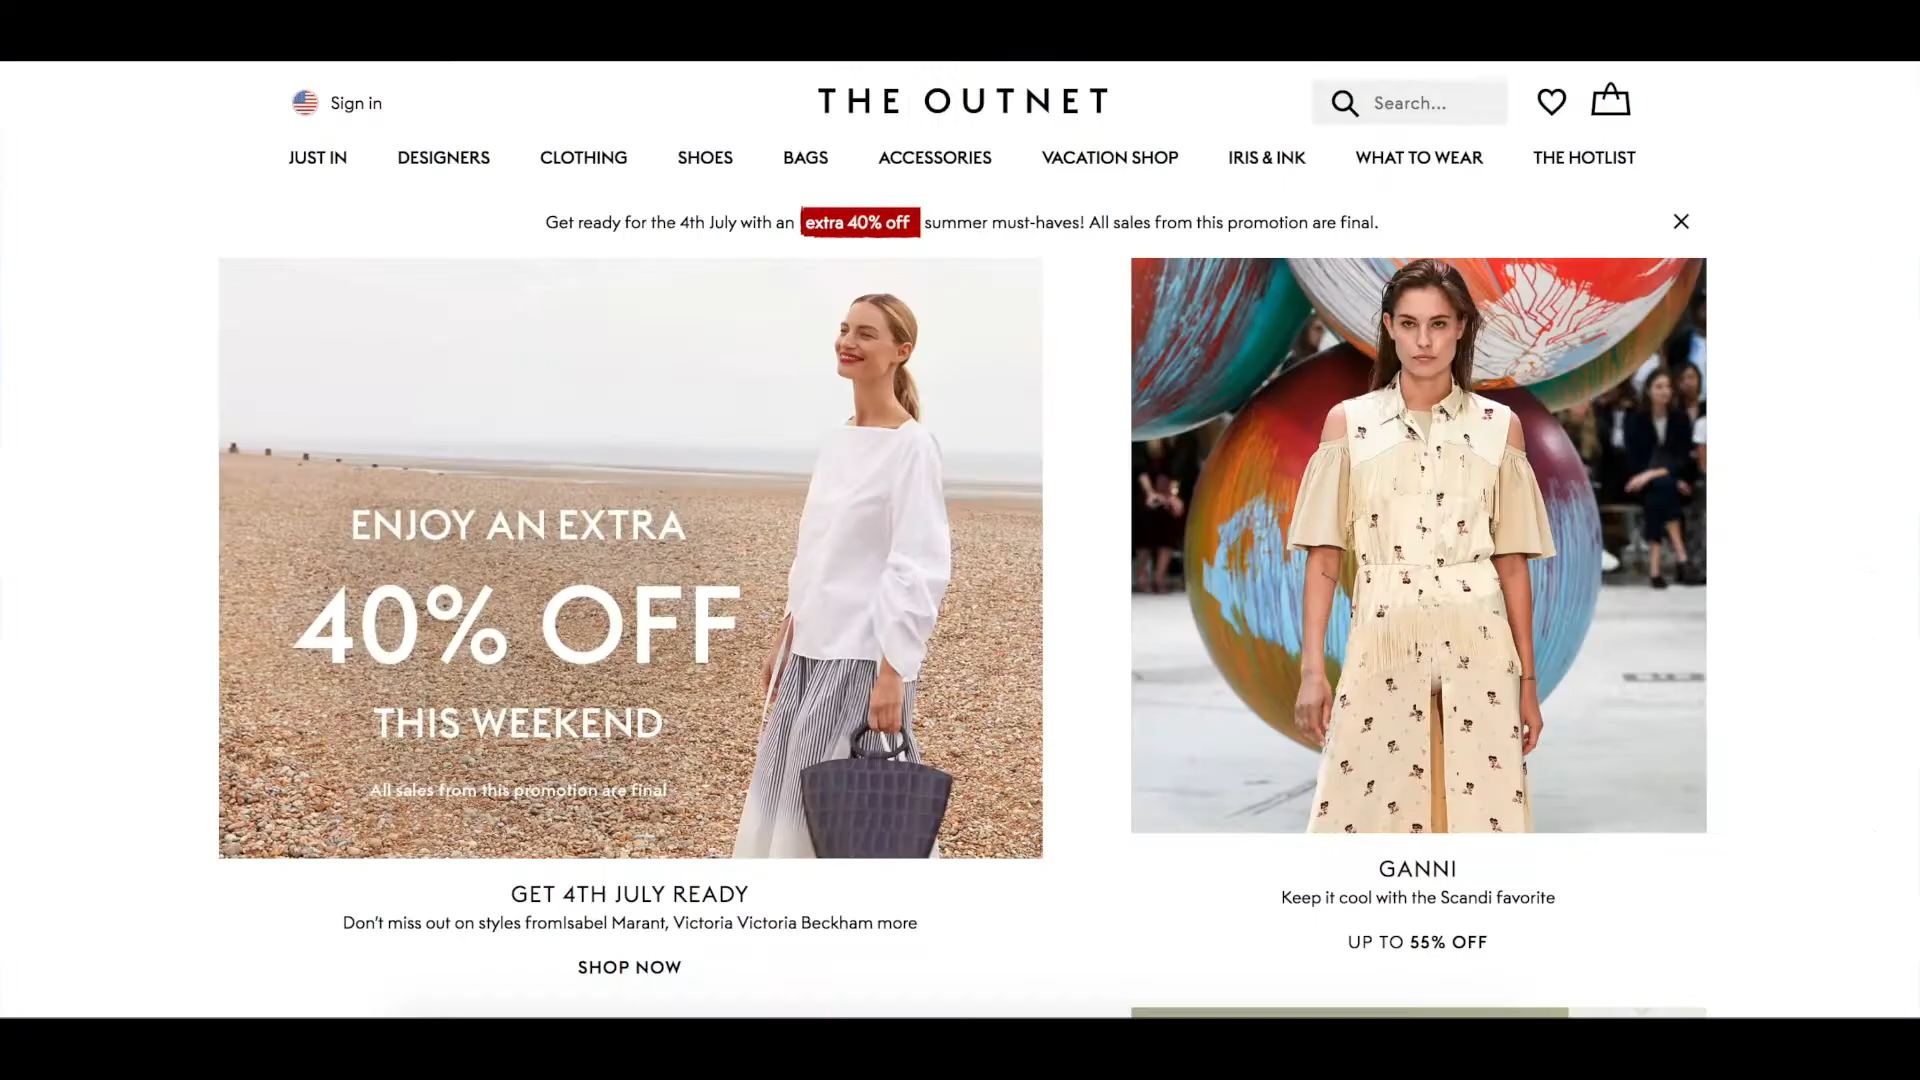 Sign in
THE OUTNET
Search...
JUST IN DESIGNERS CLOTHING SHOES BAGS ACCESSORIES VACATION SHOP IRIS & INK WHAT TO WEAR THE HOTLIST
Get ready for the 4th July with an extra 40% off summer must-haves! All sales from this promotion are final.
ENJOY AN EXTRA
40% OFF
THIS WEEKEND
All sales from this promotion are final
GET 4TH JULY READY
Don't miss out on styles fromIsabel Marant, Victoria Victoria Beckham more
SHOP NOW
GANNI
Keep it cool with the Scandi favorite
UP TO 55% OFF